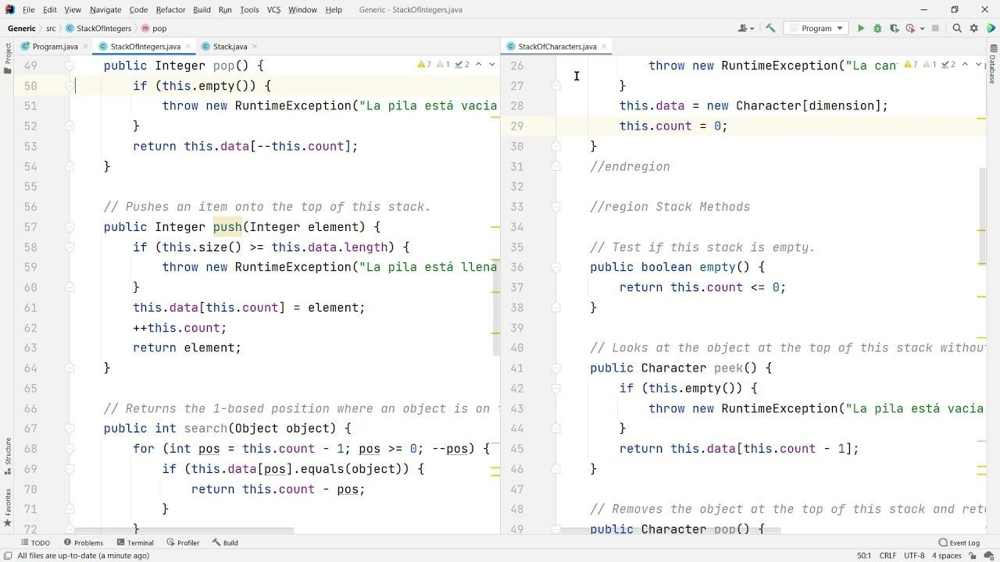 File Edit View Navigate Code Refactor Build Run Tools VCS Window Help Generic - StackOfIntegers.java
Generic src StackOfIntegers pop Program
Project
Program.java StackOfIntegers.java Stack.java
49 public Integer pop() { 7 1 2
50 if (this.empty()) {
51 throw new RuntimeException("La pila está vacía
52 }
53 return this.data[--this.count];
54 }
55
56 // Pushes an item onto the top of this stack.
57 public Integer push(Integer element) {
58 if (this.size() >= this.data.length) {
59 throw new RuntimeException("La pila está llena
60 }
61 this.data[this.count] = element;
62 ++this.count;
63 return element;
64 }
65
66 // Returns the 1-based position where an object is on
67 public int search(Object object) {
68 for (int pos = this.count - 1; pos >= 0; --pos) {
69 if (this.data[pos].equals(object)) {
70 return this.count - pos;
71 }
72 }
StackOfCharacters.java
26 throw new RuntimeException("La can 7 1 2
27 }
28 this.data = new Character[dimension];
29 this.count = 0;
30 }
31 //endregion
32
33 //region Stack Methods
34
35 // Test if this stack is empty.
36 public boolean empty() {
37 return this.count <= 0;
38 }
39
40 // Looks at the object at the top of this stack withou
41 public Character peek() {
42 if (this.empty()) {
43 throw new RuntimeException("La pila está vacía
44 }
45 return this.data[this.count - 1];
46 }
47
48 // Removes the object at the top of this stack and ret
49 public Character pop() {
Database
Structure
Favorites
TODO Problems Terminal Profiler Build Event Log
All files are up-to-date (a minute ago) 50:1 CRLF UTF-8 4 spaces